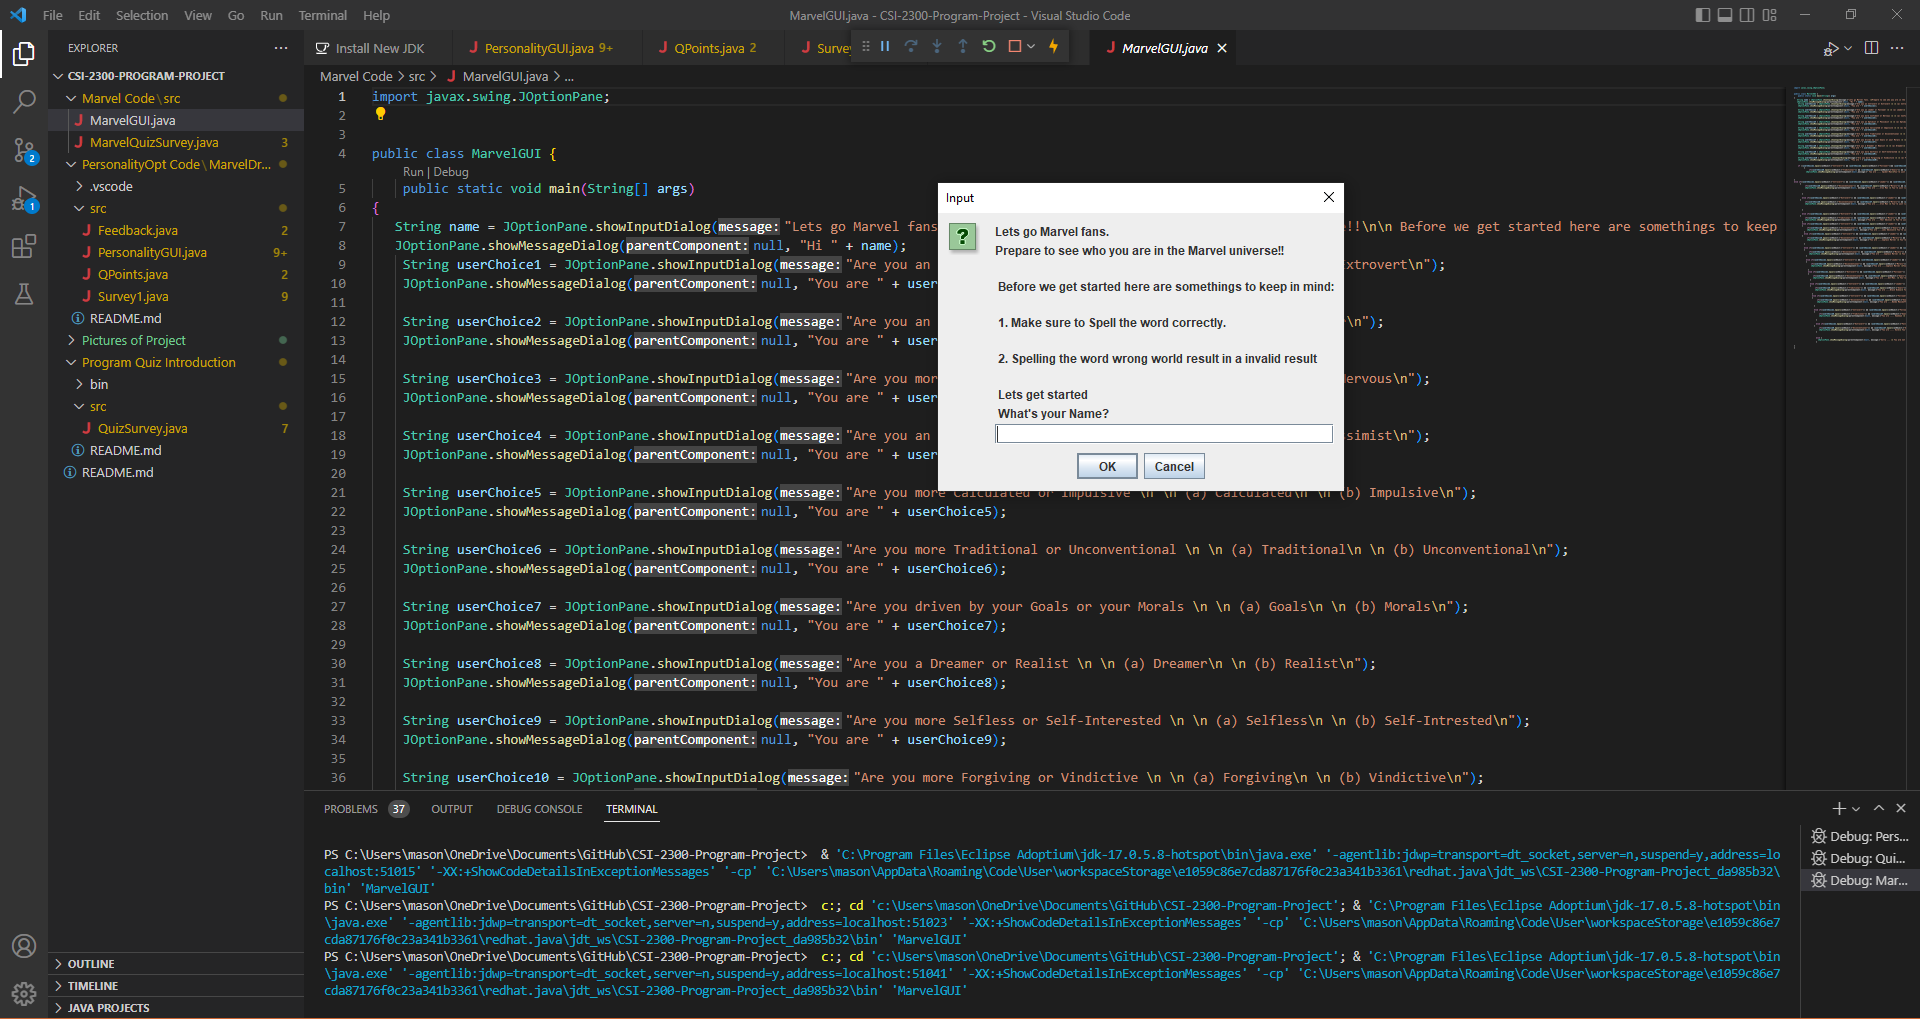 File Edit Selection View Go Run Terminal Help
MarvelGUI.java - CSI-2300-Program-Project - Visual Studio Code
EXPLORER
CSI-2300-PROGRAM-PROJECT
Marvel Code\src
MarvelGUI.java
MarvelQuizSurvey.java 3
PersonalityOpt Code\MarvelDr...
.vscode
src
Feedback.java 2
PersonalityGUI.java 9+
QPoints.java 2
Survey1.java 9
README.md
Pictures of Project
Program Quiz Introduction
bin
src
QuizSurvey.java 7
README.md
README.md
OUTLINE
TIMELINE
JAVA PROJECTS
2
1
Install New JDK PersonalityGUI.java 9+ QPoints.java 2 Surve MarvelGUI.java
Marvel Code > src > MarvelGUI.java > ...
1 import javax.swing.JOptionPane;
2
3
4 public class MarvelGUI {
Run | Debug
5 public static void main(String[] args)
6 {
7 String name = JOptionPane.showInputDialog(message: "Lets go Marvel fans !!\n\n Before we get started here are somethings to keep
8 JOptionPane.showMessageDialog(parentComponent: null, "Hi " + name);
9 String userChoice1 = JOptionPane.showInputDialog(message: "Are you an xtrovert\n");
10 JOptionPane.showMessageDialog(parentComponent: null, "You are " + user
11
12 String userChoice2 = JOptionPane.showInputDialog(message: "Are you an \n");
13 JOptionPane.showMessageDialog(parentComponent: null, "You are " + user
14
15 String userChoice3 = JOptionPane.showInputDialog(message: "Are you mor ervous\n");
16 JOptionPane.showMessageDialog(parentComponent: null, "You are " + user
17
18 String userChoice4 = JOptionPane.showInputDialog(message: "Are you an simist\n");
19 JOptionPane.showMessageDialog(parentComponent: null, "You are " + user
20
21 String userChoice5 = JOptionPane.showInputDialog(message: "Are you more Calculated or Impulsive \n \n (a) Calculated\n \n (b) Impulsive\n");
22 JOptionPane.showMessageDialog(parentComponent: null, "You are " + userChoice5);
23
24 String userChoice6 = JOptionPane.showInputDialog(message: "Are you more Traditional or Unconventional \n \n (a) Traditional\n \n (b) Unconventional\n");
25 JOptionPane.showMessageDialog(parentComponent: null, "You are " + userChoice6);
26
27 String userChoice7 = JOptionPane.showInputDialog(message: "Are you driven by your Goals or your Morals \n \n (a) Goals\n \n (b) Morals\n");
28 JOptionPane.showMessageDialog(parentComponent: null, "You are " + userChoice7);
29
30 String userChoice8 = JOptionPane.showInputDialog(message: "Are you a Dreamer or Realist \n \n (a) Dreamer\n \n (b) Realist\n");
31 JOptionPane.showMessageDialog(parentComponent: null, "You are " + userChoice8);
32
33 String userChoice9 = JOptionPane.showInputDialog(message: "Are you more Selfless or Self-Interested \n \n (a) Selfless\n \n (b) Self-Intrested\n");
34 JOptionPane.showMessageDialog(parentComponent: null, "You are " + userChoice9);
35
36 String userChoice10 = JOptionPane.showInputDialog(message: "Are you more Forgiving or Vindictive \n \n (a) Forgiving\n \n (b) Vindictive\n");
Input
?
Lets go Marvel fans.
Prepare to see who you are in the Marvel universe!!
Before we get started here are somethings to keep in mind:
1. Make sure to Spell the word correctly.
2. Spelling the word wrong world result in a invalid result
Lets get started
What's your Name?
OK Cancel
PROBLEMS 37 OUTPUT DEBUG CONSOLE TERMINAL
PS C:\Users\mason\OneDrive\Documents\GitHub\CSI-2300-Program-Project> & 'C:\Program Files\Eclipse Adoptium\jdk-17.0.5.8-hotspot\bin\java.exe' '-agentlib:jdwp=transport=dt_socket,server=n,suspend=y,address=lo
calhost:51015' '-XX:+ShowCodeDetailsInExceptionMessages' '-cp' 'C:\Users\mason\AppData\Roaming\Code\User\workspaceStorage\e1059c86e7cda87176f0c23a341b3361\redhat.java\jdt_ws\CSI-2300-Program-Project_da985b32\
bin' 'MarvelGUI'
PS C:\Users\mason\OneDrive\Documents\GitHub\CSI-2300-Program-Project> c:; cd 'c:\Users\mason\OneDrive\Documents\GitHub\CSI-2300-Program-Project'; & 'C:\Program Files\Eclipse Adoptium\jdk-17.0.5.8-hotspot\bin
\java.exe' '-agentlib:jdwp=transport=dt_socket,server=n,suspend=y,address=localhost:51023' '-XX:+ShowCodeDetailsInExceptionMessages' '-cp' 'C:\Users\mason\AppData\Roaming\Code\User\workspaceStorage\e1059c86e7
cda87176f0c23a341b3361\redhat.java\jdt_ws\CSI-2300-Program-Project_da985b32\bin' 'MarvelGUI'
PS C:\Users\mason\OneDrive\Documents\GitHub\CSI-2300-Program-Project> c:; cd 'c:\Users\mason\OneDrive\Documents\GitHub\CSI-2300-Program-Project'; & 'C:\Program Files\Eclipse Adoptium\jdk-17.0.5.8-hotspot\bin
\java.exe' '-agentlib:jdwp=transport=dt_socket,server=n,suspend=y,address=localhost:51041' '-XX:+ShowCodeDetailsInExceptionMessages' '-cp' 'C:\Users\mason\AppData\Roaming\Code\User\workspaceStorage\e1059c86e7
cda87176f0c23a341b3361\redhat.java\jdt_ws\CSI-2300-Program-Project_da985b32\bin' 'MarvelGUI'
Debug: Pers...
Debug: Qui...
Debug: Mar...